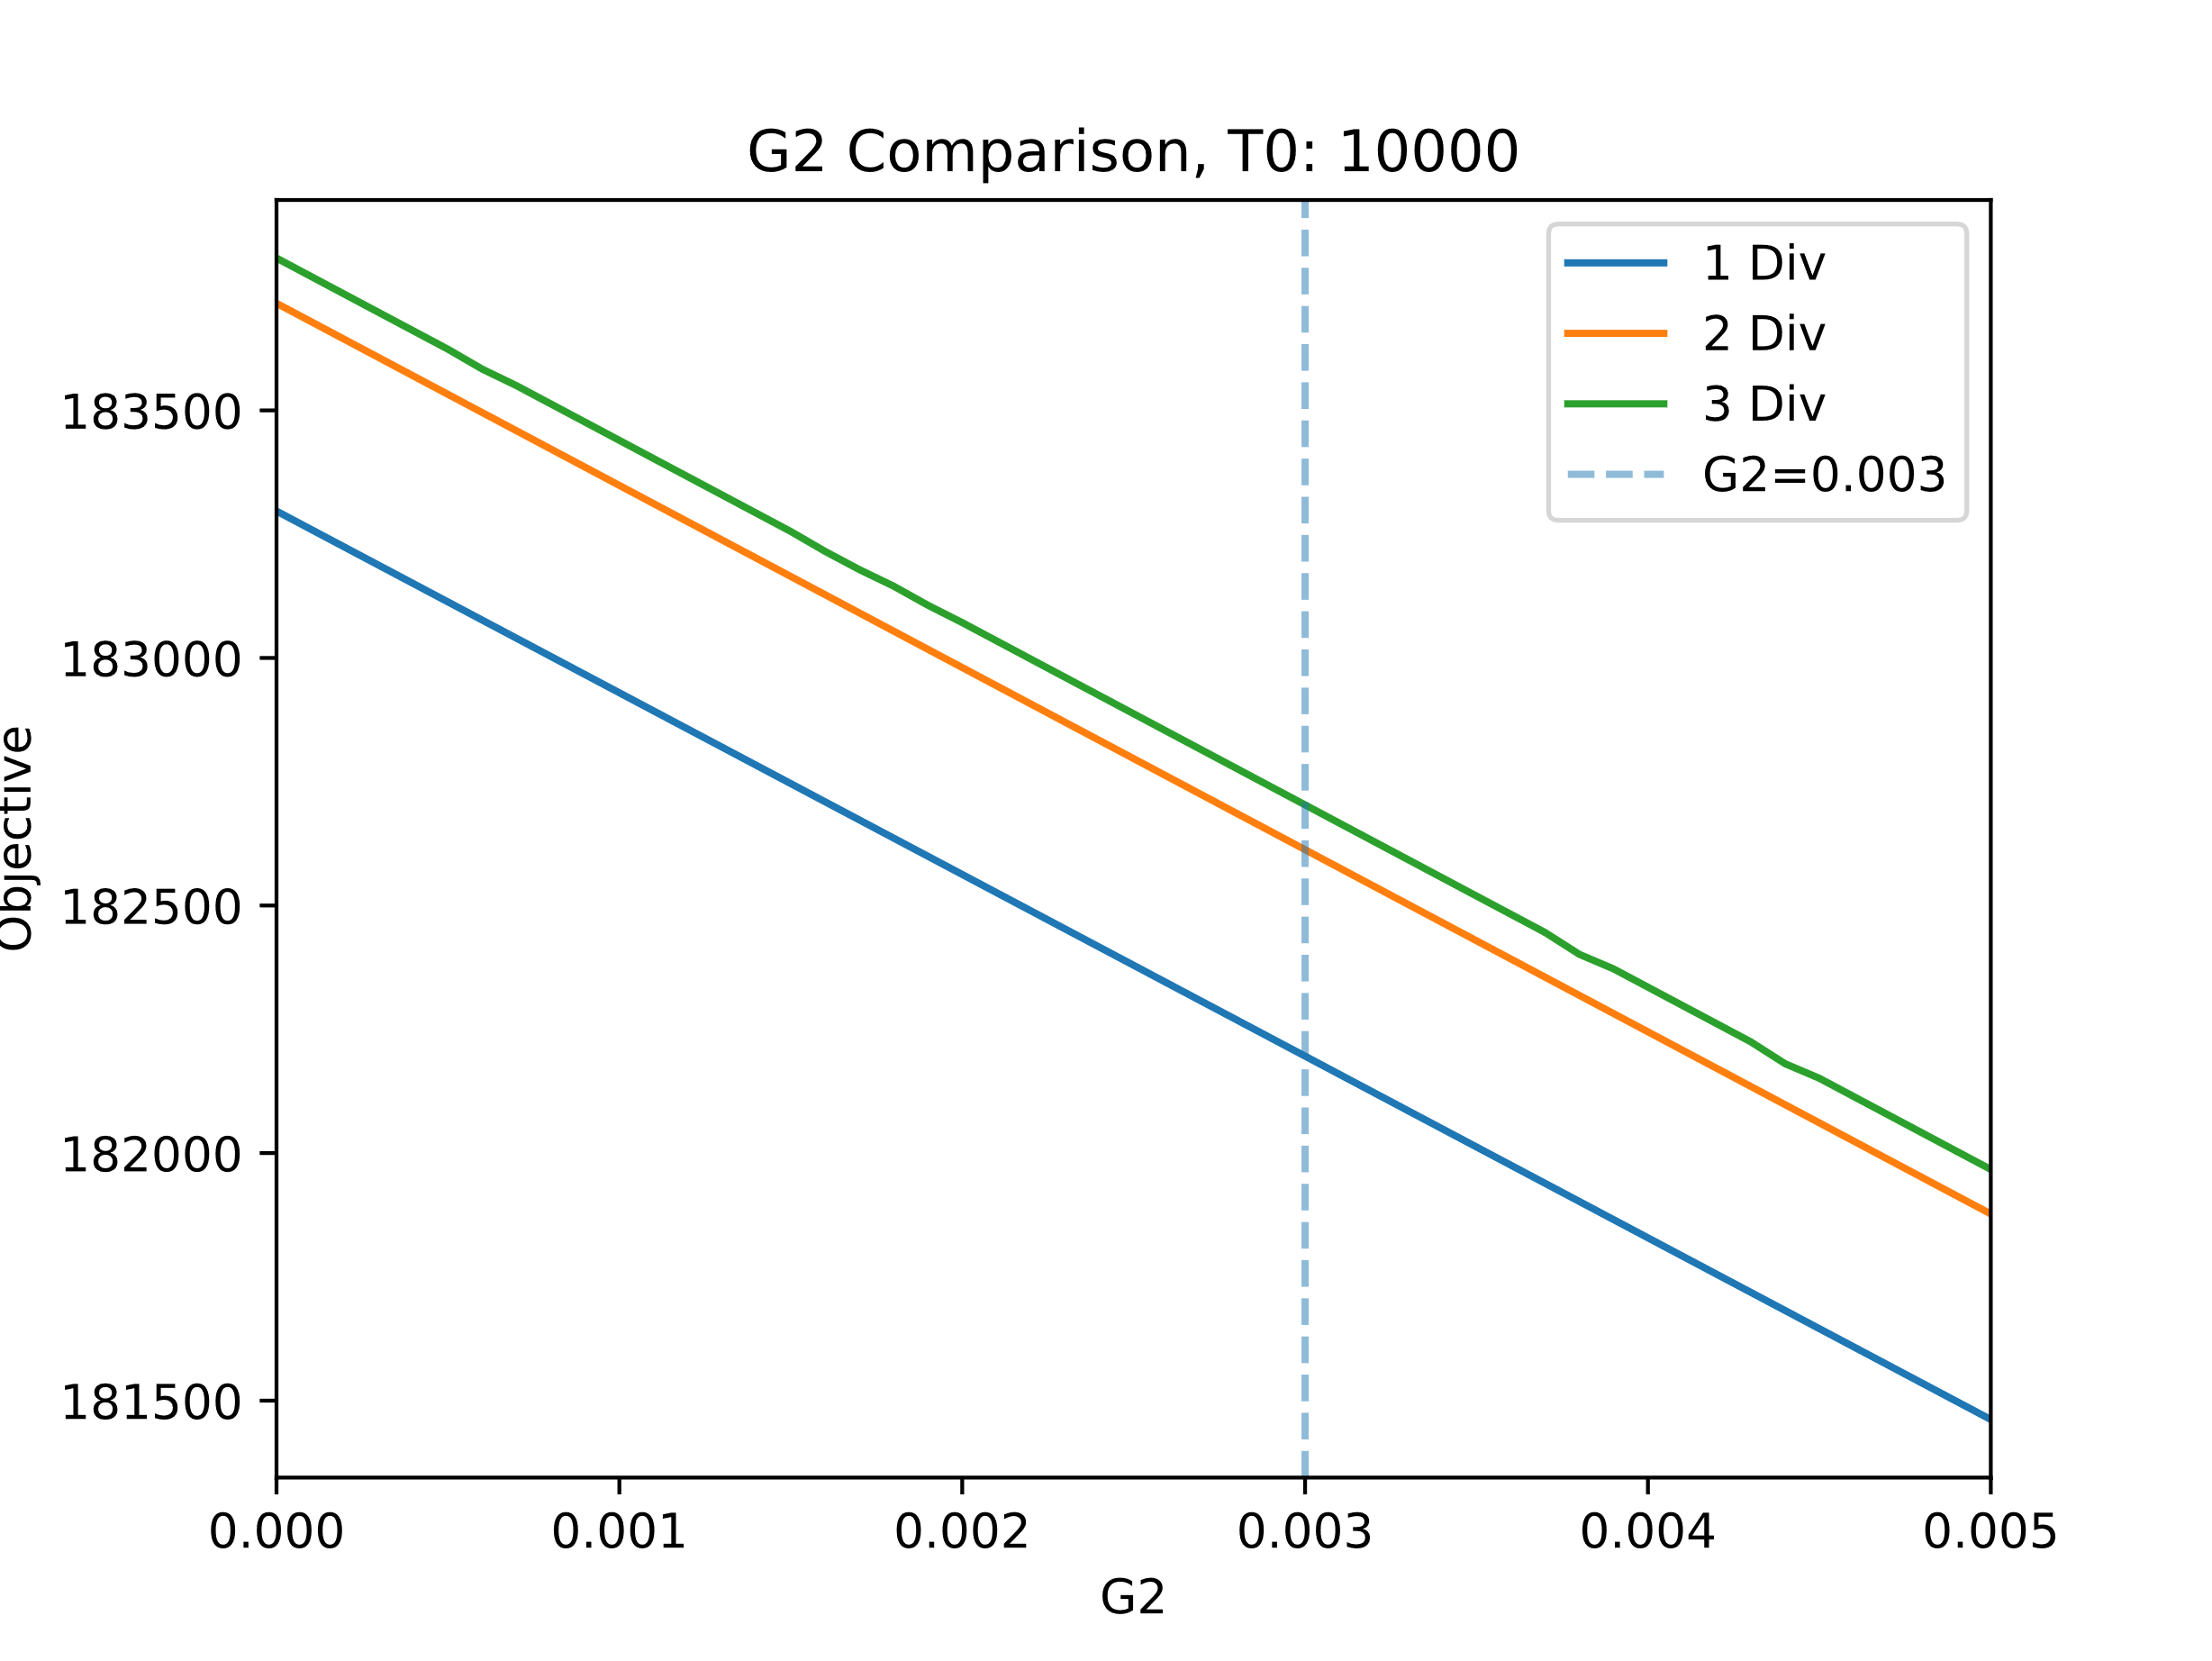 G2 Comparison, T0: 10000
1 Div
2 Div
3 Div
G2=0.003
183500
183000
182500
182000
181500
Objective
0.000 0.001 0.002 0.003 0.004 0.005
G2